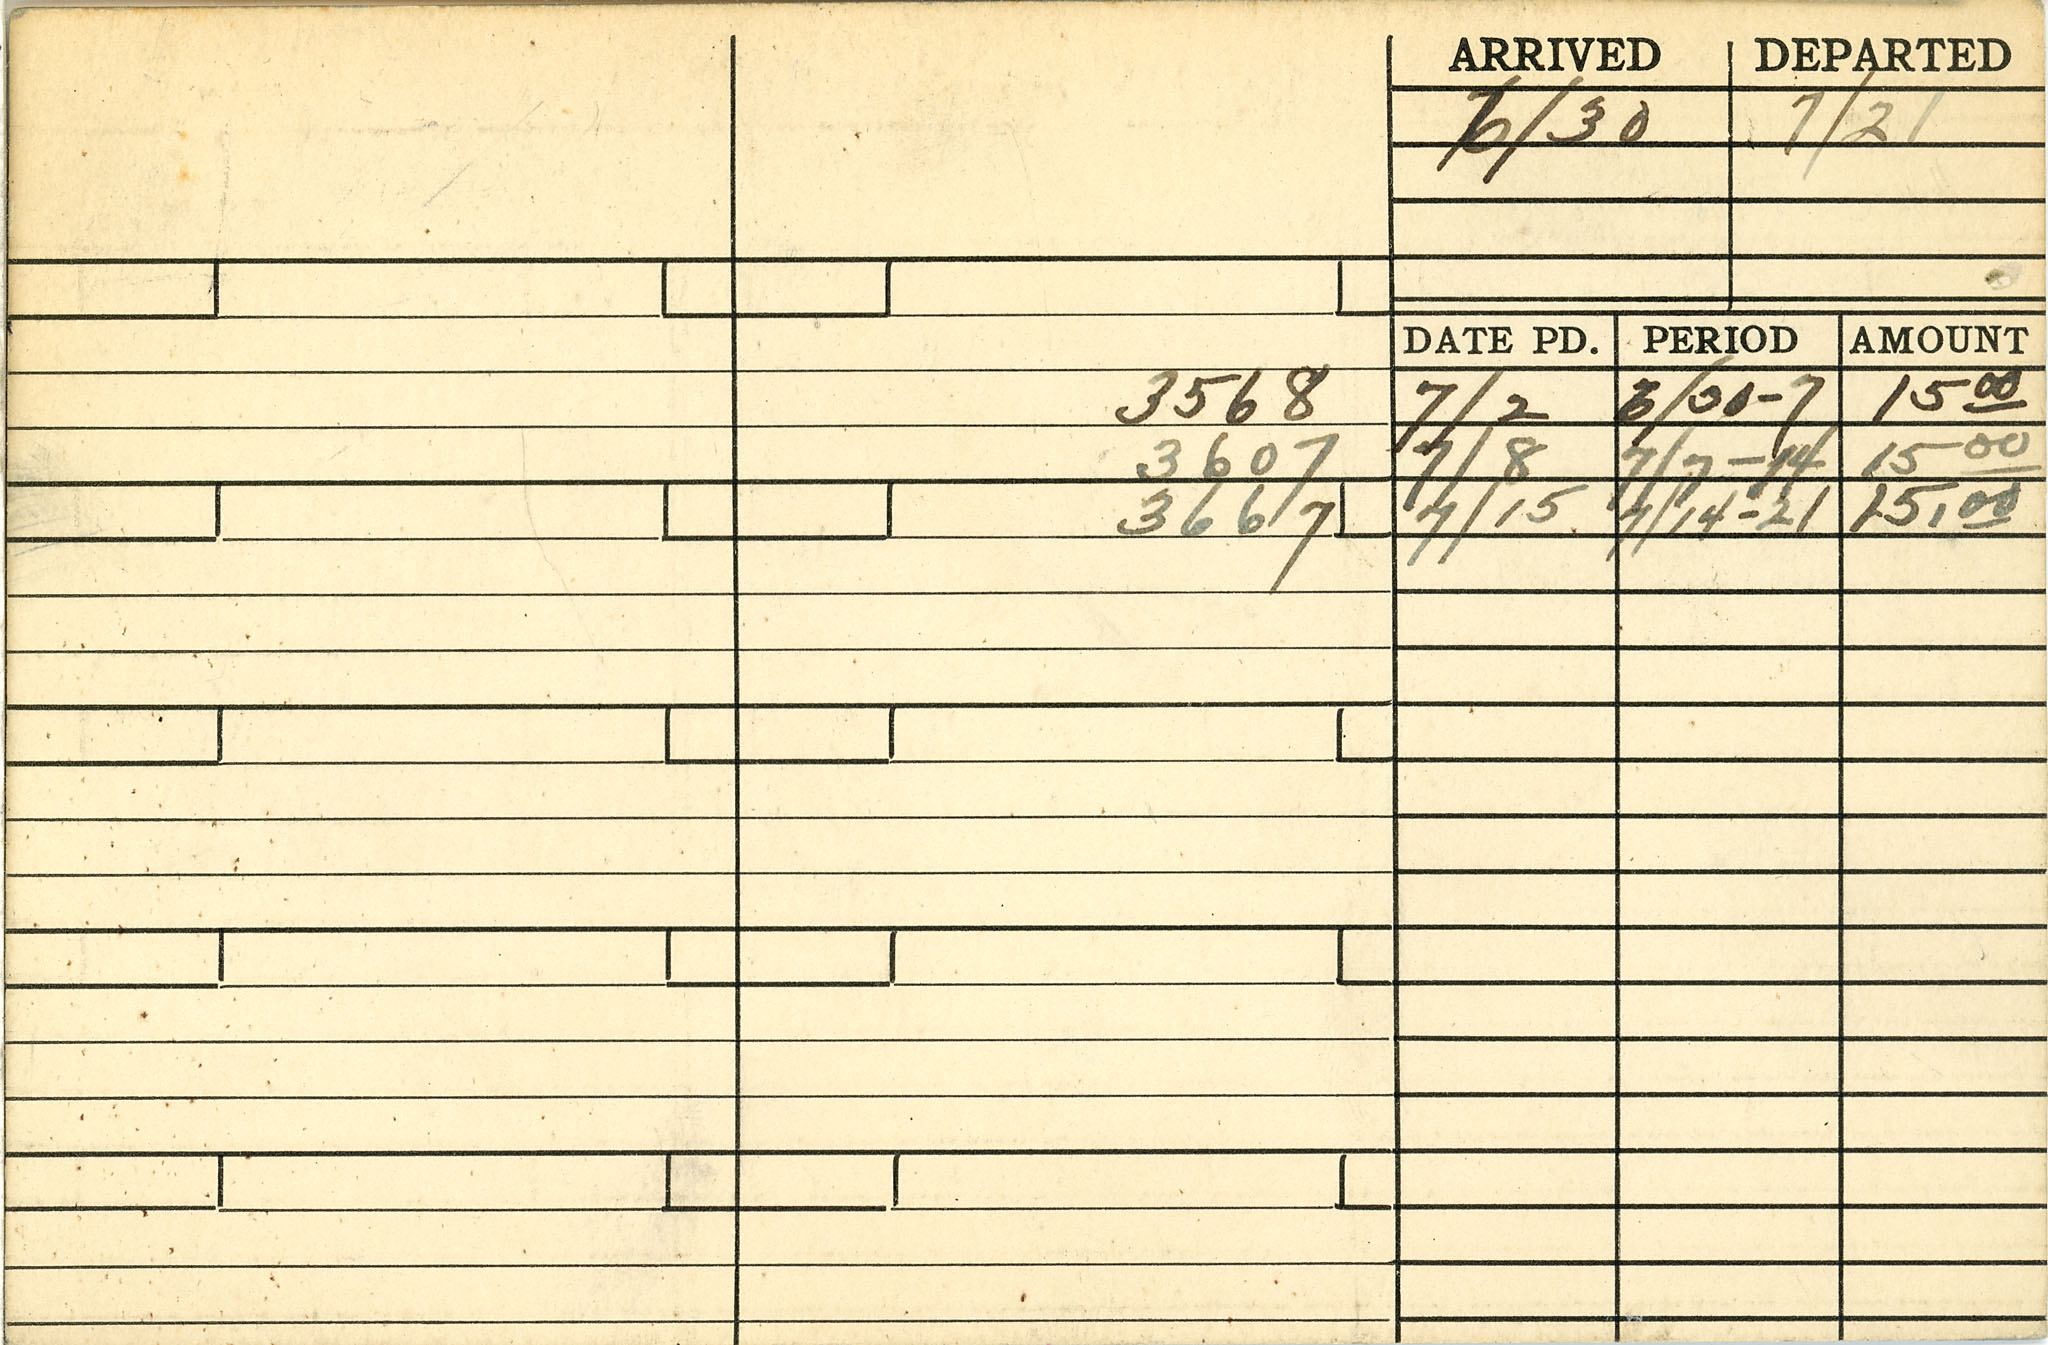 ARRIVED DEPARTED
6/30 7/21
DATE PD. PERIOD AMOUNT
3568 7/2 6/30-7 15 00
3607 7/8 7/7-14 15 00
3667 7/15 7/14-21 15.00